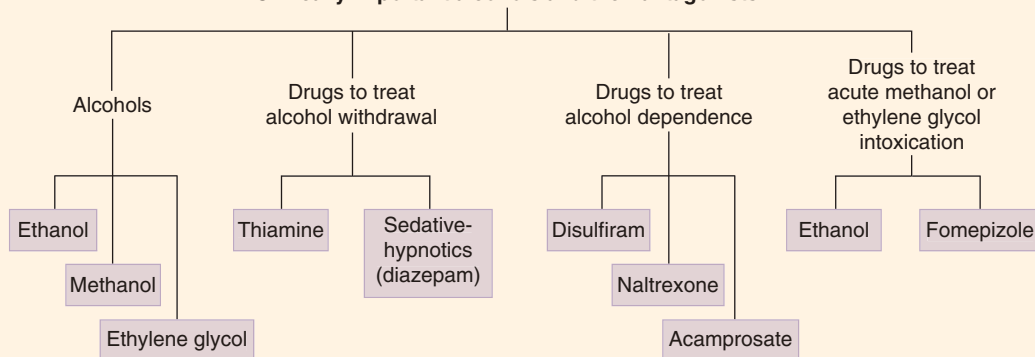 Alcohols
Drugs to treat
alcohol withdrawal
Drugs to treat
alcohol dependence
Drugs to treat
acute methanol or
ethylene glycol
intoxication
Ethanol
Methanol
Ethylene glycol
Thiamine
Sedative-
hypnotics
(diazepam)
Disulfiram
Naltrexone
Acamprosate
Ethanol
Fomepizole